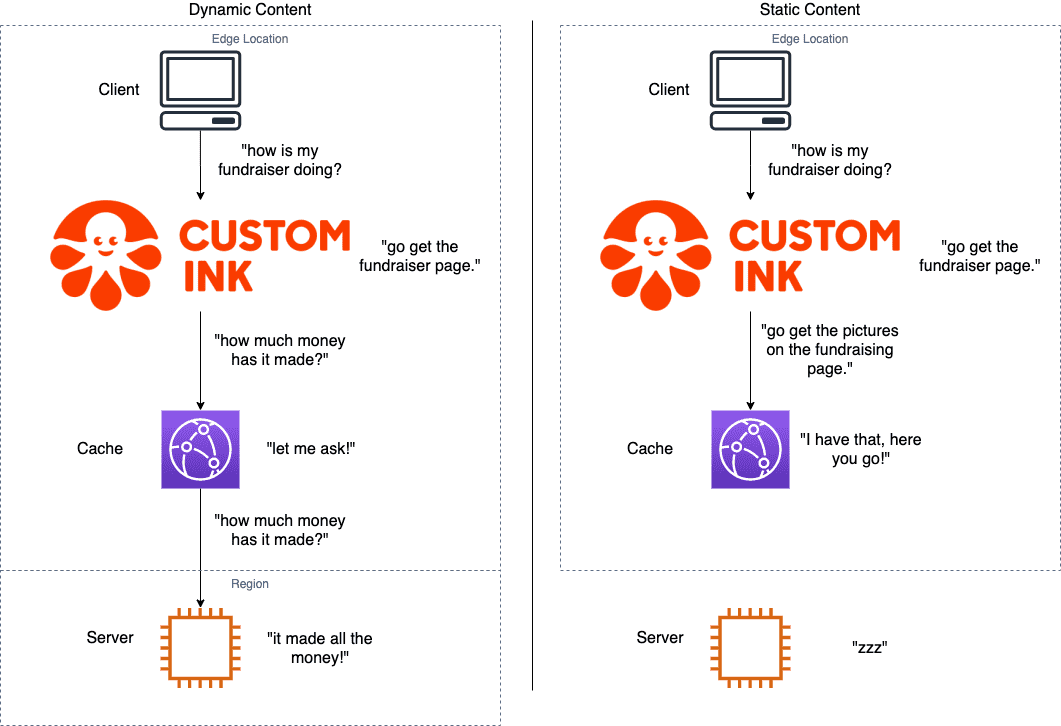 Dynamic Content
Edge Location
Client
"how is my
fundraiser doing?
CUSTOM
INK
"go get the
fundraiser page."
"how much money
has it made?"
Cache
"let me ask!"
"how much money
has it made?"
Region
Server
"it made all the
money!"
Static Content
Edge Location
Client
"how is my
fundraiser doing?
CUSTOM
INK
"go get the
fundraiser page."
"go get the pictures
on the fundraising
page."
Cache
"I have that, here
you go!"
Server
"zzz"